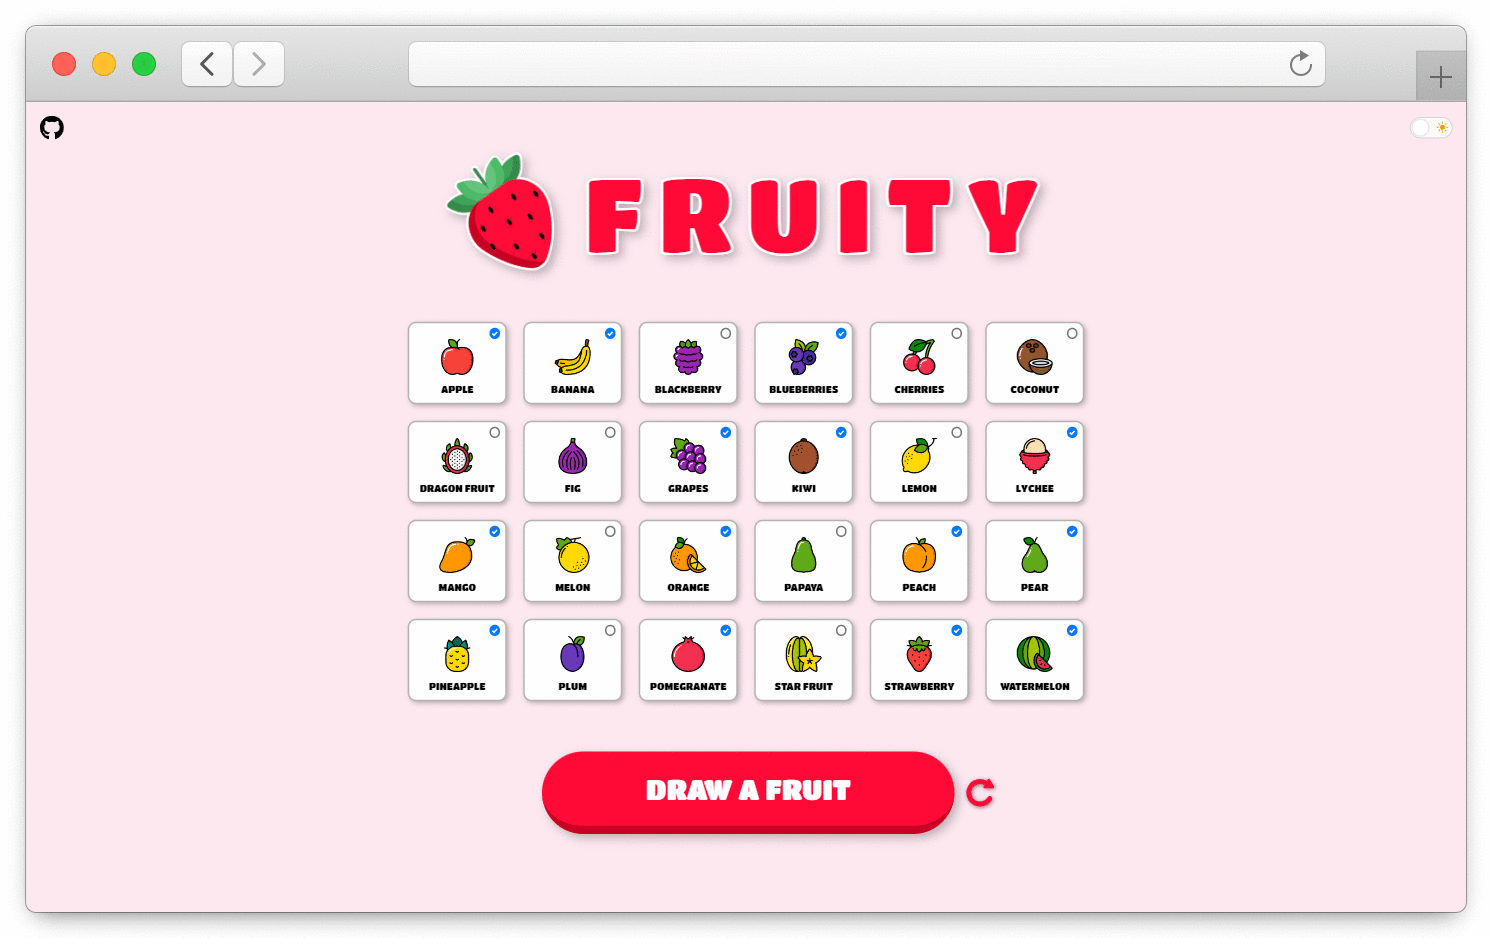 FRUITY
APPLE
BANANA
BLACKBERRY
BLUEBERRIES
CHERRIES
COCONUT
DRAGON FRUIT
FIG
GRAPES
KIWI
LEMON
LYCHEE
MANGO
MELON
ORANGE
PAPAYA
PEACH
PEAR
PINEAPPLE
PLUM
POMEGRANATE
STAR FRUIT
STRAWBERRY
WATERMELON
DRAW A FRUIT